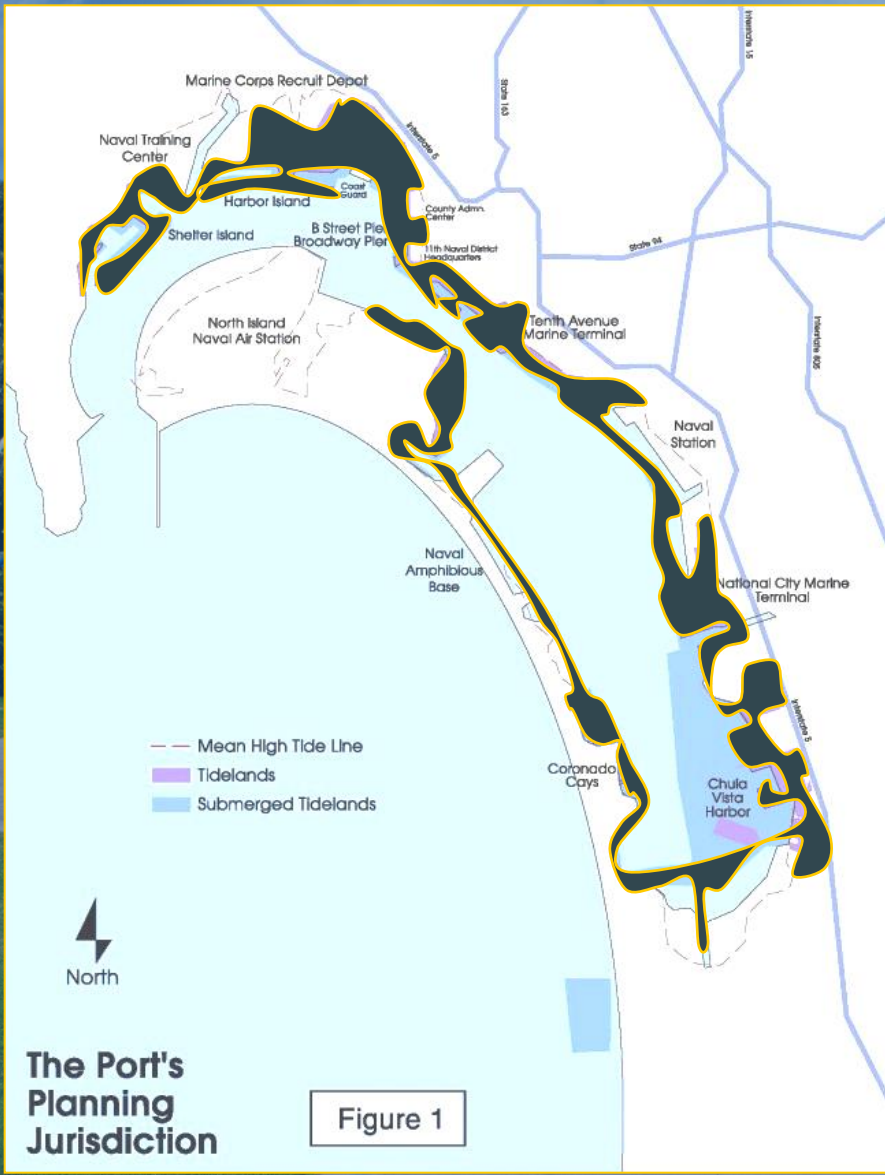 Marine Corps Recruit Depot
Interstate 15
State 163
Interstate 5
Naval Training
Center
Coast
Guard
Harbor Island
County Admn.
Center
Shelter Island
B Street Pier
Broadway Pier
11th Naval District
Headquarters
State 94
North Island
Naval Air Station
Tenth Avenue
Marine Terminal
Interstate 805
Naval
Station
Naval
Amphibious
Base
National City Marine
Terminal
Interstate 5
Mean High Tide Line
Tidelands
Submerged Tidelands
Coronado
Cays
Chula
Vista
Harbor
North
The Port's
Planning
Jurisdiction
Figure 1